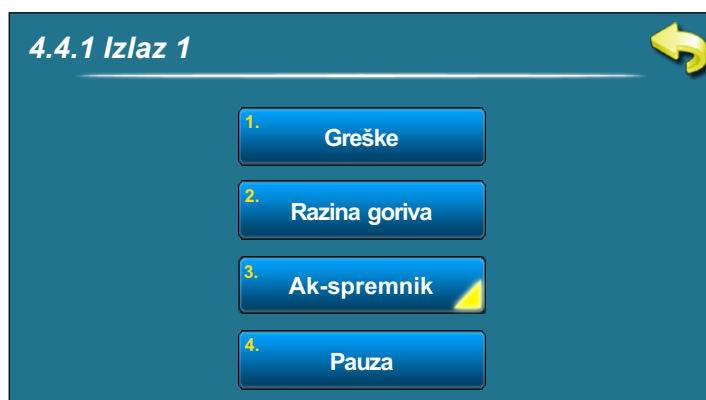 4.4.1 Izlaz 1
1.
Greške
2.
Razina goriva
3.
Ak-spremnik
4.
Pauza